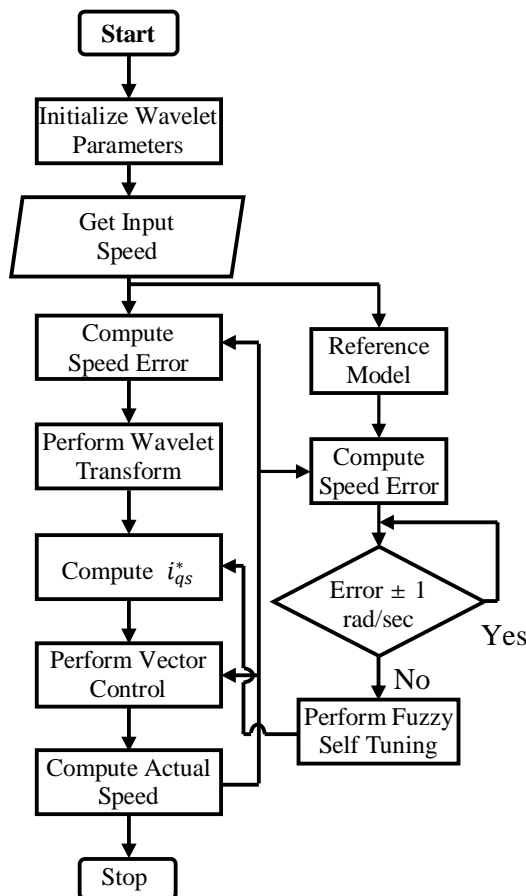 Start
Initialize Wavelet
Parameters
Get Input
Speed
Compute
Speed Error
Perform Wavelet
Transform
Compute i*qs
Perform Vector
Control
Compute Actual
Speed
Stop
Reference
Model
Compute
Speed Error
Error ± 1
rad/sec
Yes
No
Perform Fuzzy
Self Tuning